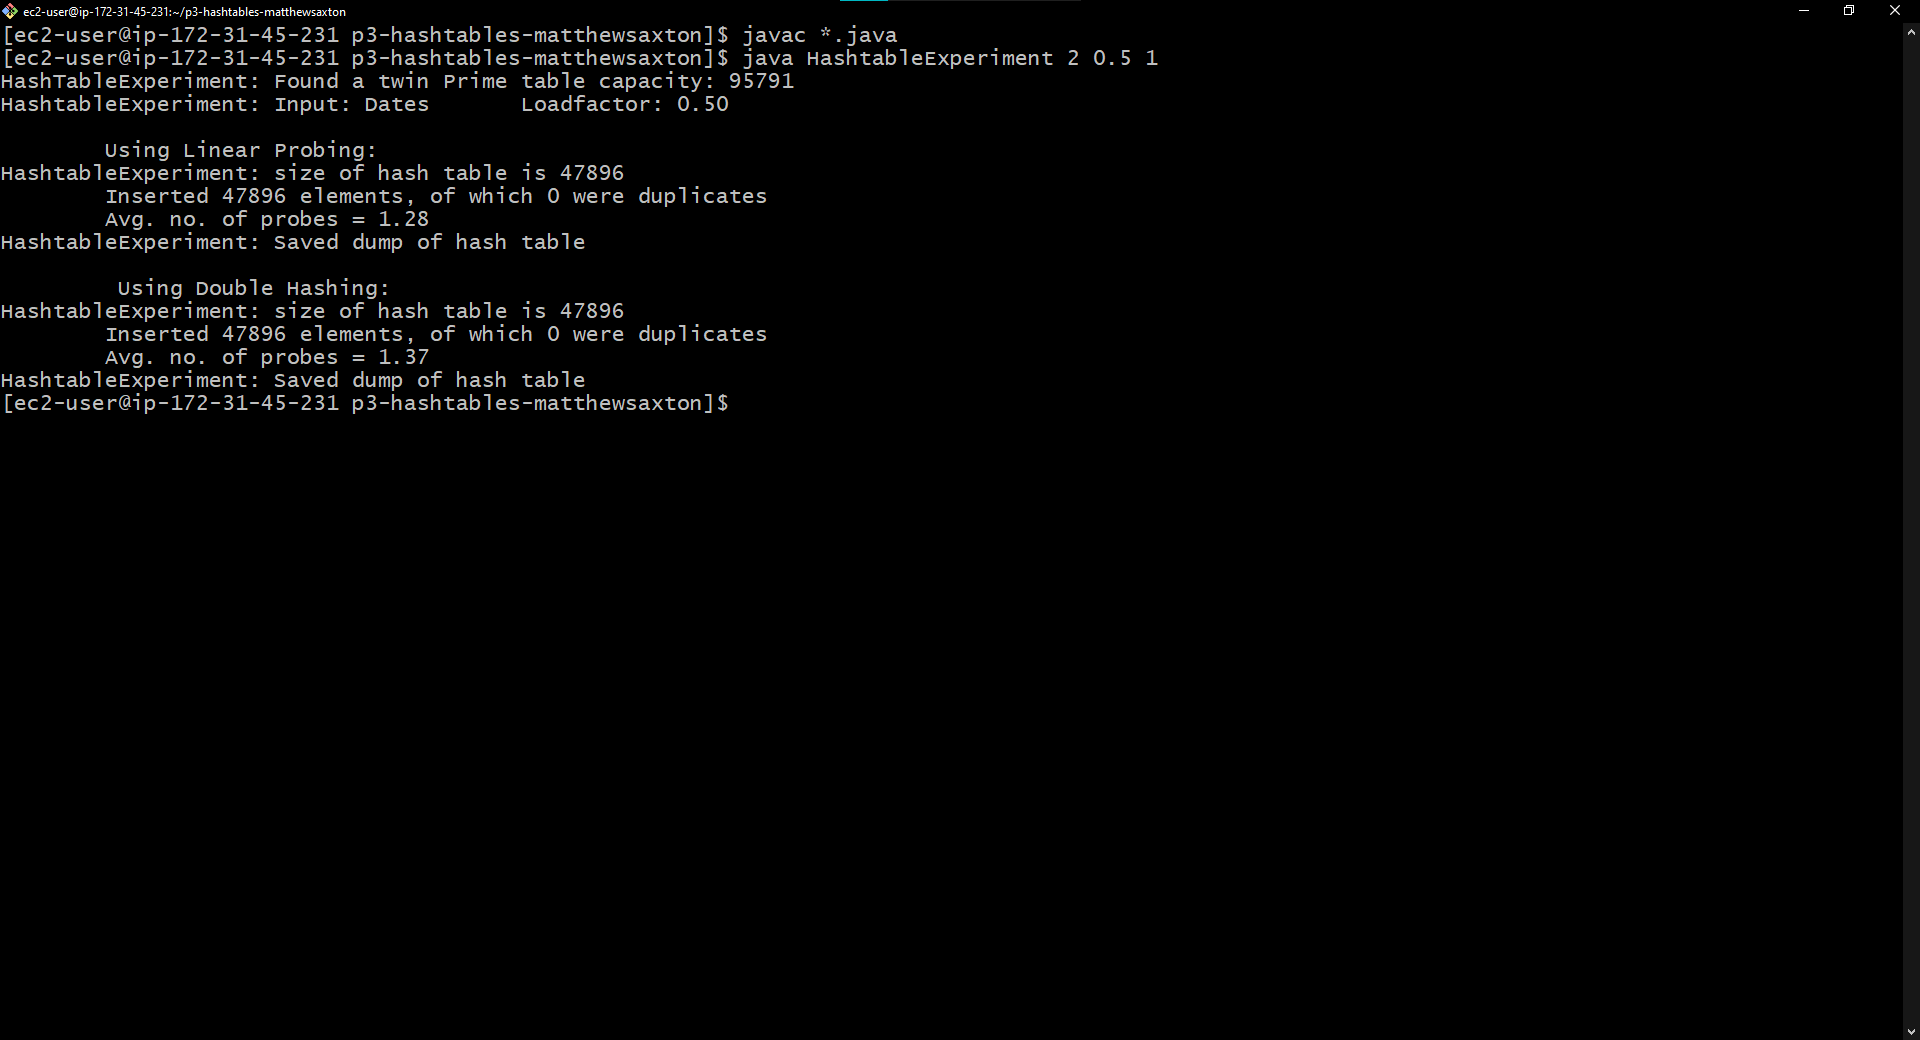 ec2-user@ip-172-31-45-231:~/p3-hashtables-matthewsaxton
[ec2-user@ip-172-31-45-231 p3-hashtables-matthewsaxton]$ javac *.java
[ec2-user@ip-172-31-45-231 p3-hashtables-matthewsaxton]$ java HashtableExperiment 2 0.5 1
HashTableExperiment: Found a twin Prime table capacity: 95791
HashtableExperiment: Input: Dates       Loadfactor: 0.50
        Using Linear Probing:
HashtableExperiment: size of hash table is 47896
        Inserted 47896 elements, of which 0 were duplicates
        Avg. no. of probes = 1.28
HashtableExperiment: Saved dump of hash table
         Using Double Hashing:
HashtableExperiment: size of hash table is 47896
        Inserted 47896 elements, of which 0 were duplicates
        Avg. no. of probes = 1.37
HashtableExperiment: Saved dump of hash table
[ec2-user@ip-172-31-45-231 p3-hashtables-matthewsaxton]$